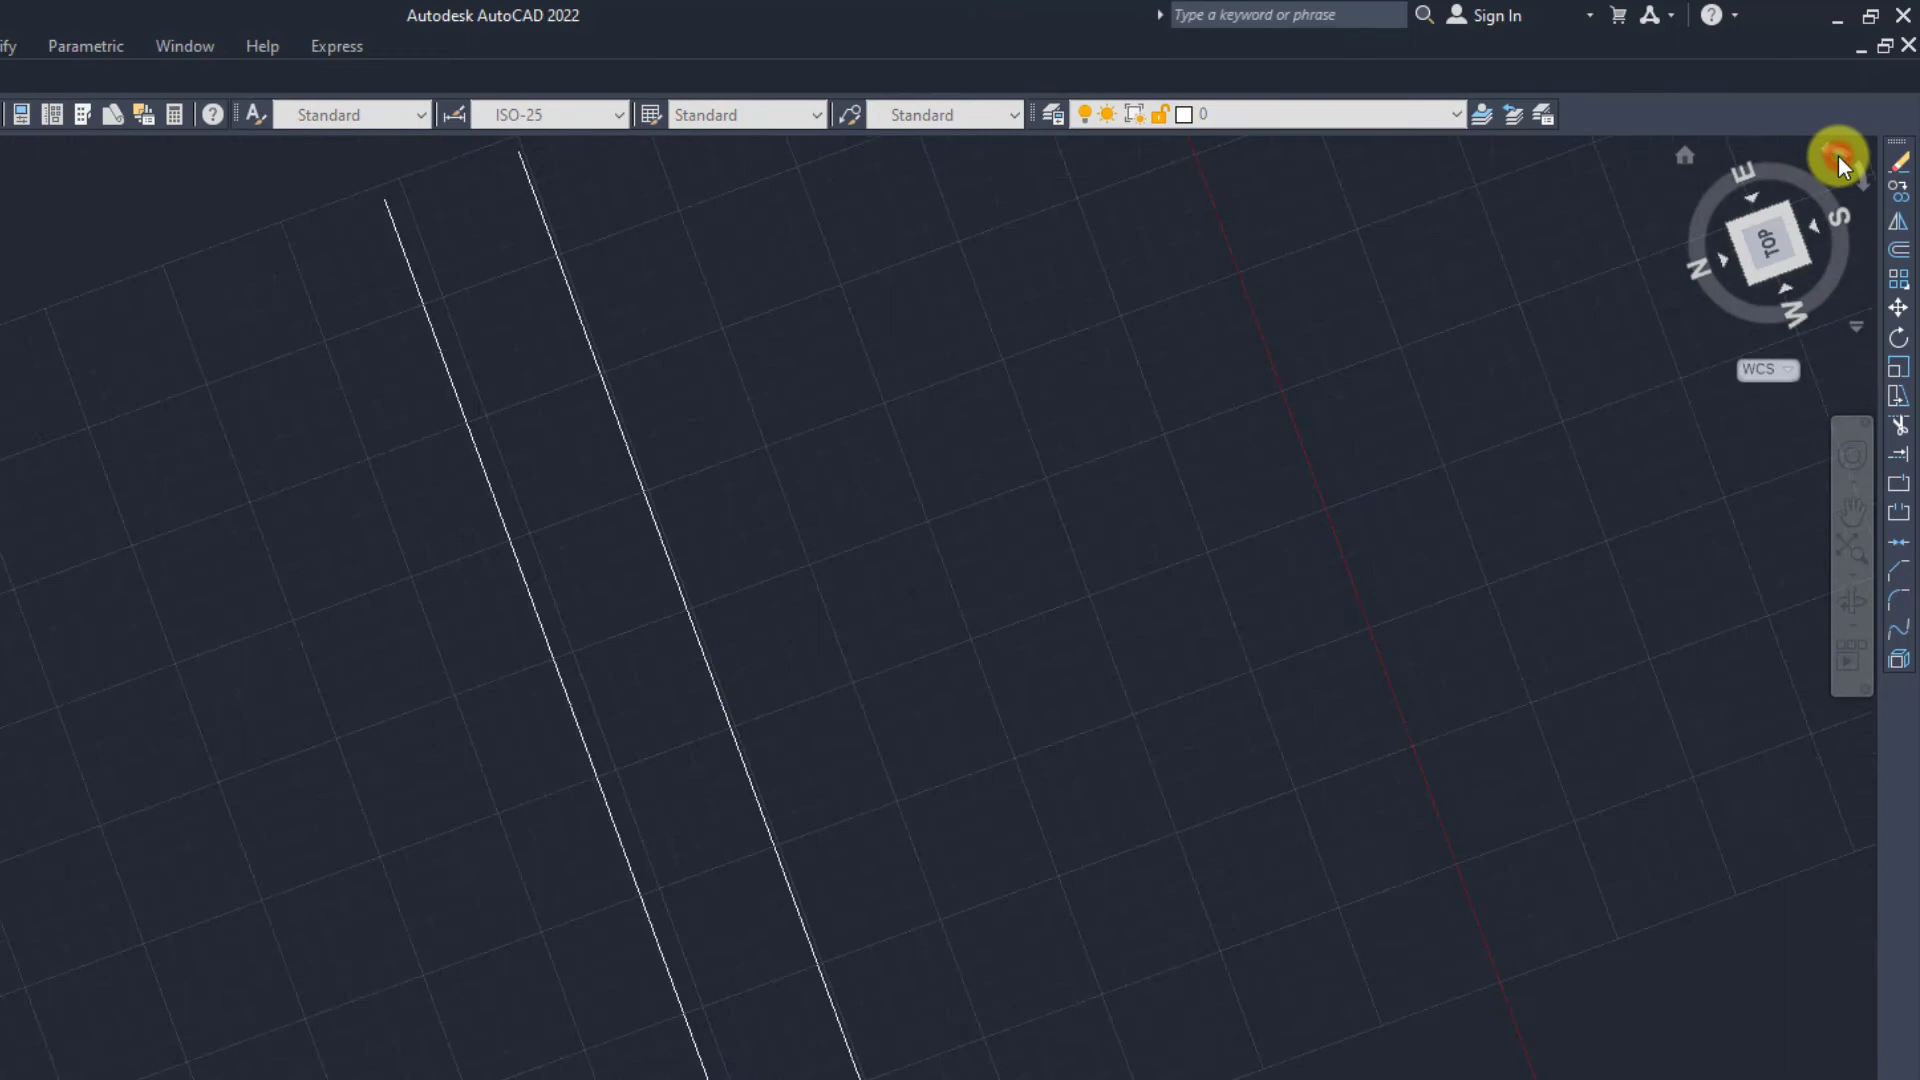 Autodesk AutoCAD 2022
Type a keyword or phrase
Sign In
ify Parametric Window Help Express
Standard ISO-25 Standard Standard 0
E
S
TOP
N
W
WCS